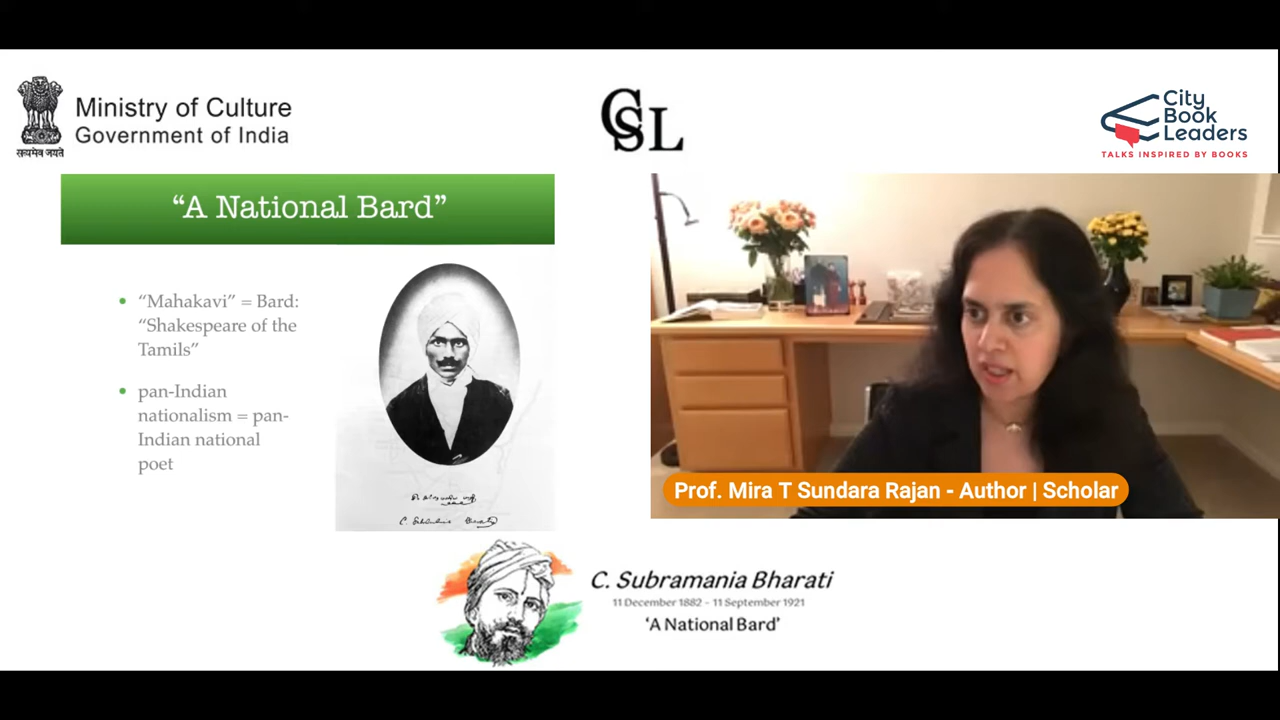 Ministry of Culture
Government of India
सत्यमेव जयते
CSL
City
Book
Leaders
TALKS INSPIRED BY BOOKS
“A National Bard”
• “Mahakavi” = Bard:
“Shakespeare of the
Tamils”
• pan-Indian
nationalism = pan-
Indian national
poet
Prof. Mira T Sundara Rajan - Author | Scholar
C. Subramania Bharati
11 December 1882 - 11 September 1921
'A National Bard'